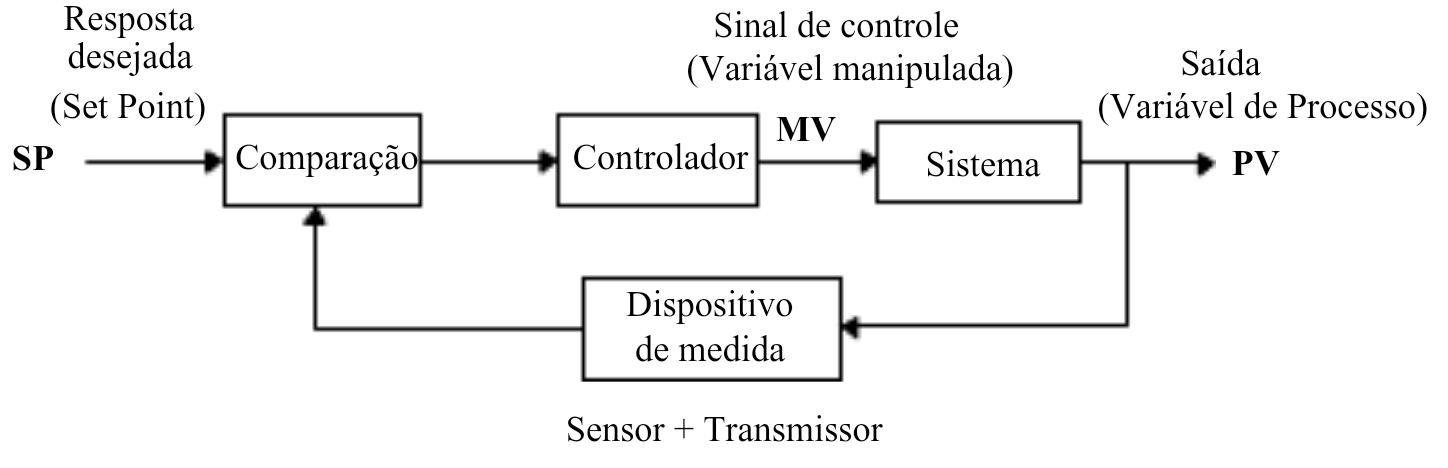 Resposta
desejada
(Set Point)
SP
Comparação
Controlador
Sinal de controle
(Variável manipulada)
MV
Sistema
Saída
(Variável de Processo)
PV
Dispositivo
de medida
Sensor + Transmissor